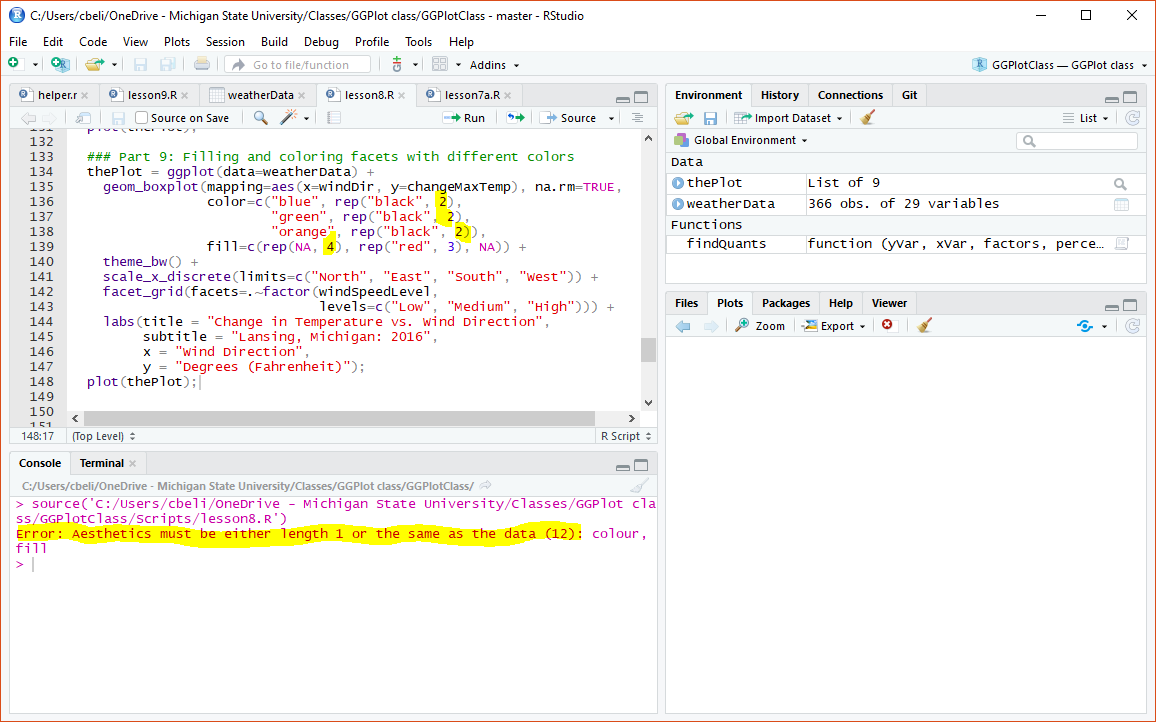 C:/Users/cbeli/OneDrive - Michigan State University/Classes/GGPlot class/GGPlotClass - master - RStudio
File Edit Code View Plots Session Build Debug Profile Tools Help
Go to file/function Addins GGPlotClass — GGPlot class
helper.r lesson9.R weatherData lesson8.R lesson7a.R
Source on Save Run Source
131 plot(thePlot);
132
133 ### Part 9: Filling and coloring facets with different colors
134 thePlot = ggplot(data=weatherData) +
135 geom_boxplot(mapping=aes(x=windDir, y=changeMaxTemp), na.rm=TRUE,
136 color=c("blue", rep("black", 2),
137 "green", rep("black", 2),
138 "orange", rep("black", 2)),
139 fill=c(rep(NA, 4), rep("red", 3), NA)) +
140 theme_bw() +
141 scale_x_discrete(limits=c("North", "East", "South", "West")) +
142 facet_grid(facets=.~factor(windSpeedLevel,
143 levels=c("Low", "Medium", "High"))) +
144 labs(title = "Change in Temperature vs. Wind Direction",
145 subtitle = "Lansing, Michigan: 2016",
146 x = "Wind Direction",
147 y = "Degrees (Fahrenheit)");
148 plot(thePlot);
149
150
151
148:17 (Top Level) R Script
Console Terminal
C:/Users/cbeli/OneDrive - Michigan State University/Classes/GGPlot class/GGPlotClass/
> source('C:/Users/cbeli/OneDrive - Michigan State University/Classes/GGPlot cla
ss/GGPlotClass/Scripts/lesson8.R')
Error: Aesthetics must be either length 1 or the same as the data (12): colour,
fill
>
Environment History Connections Git
Import Dataset List
Global Environment
Data
thePlot List of 9
weatherData 366 obs. of 29 variables
Functions
findQuants function (yVar, xVar, factors, perce…
Files Plots Packages Help Viewer
Zoom Export